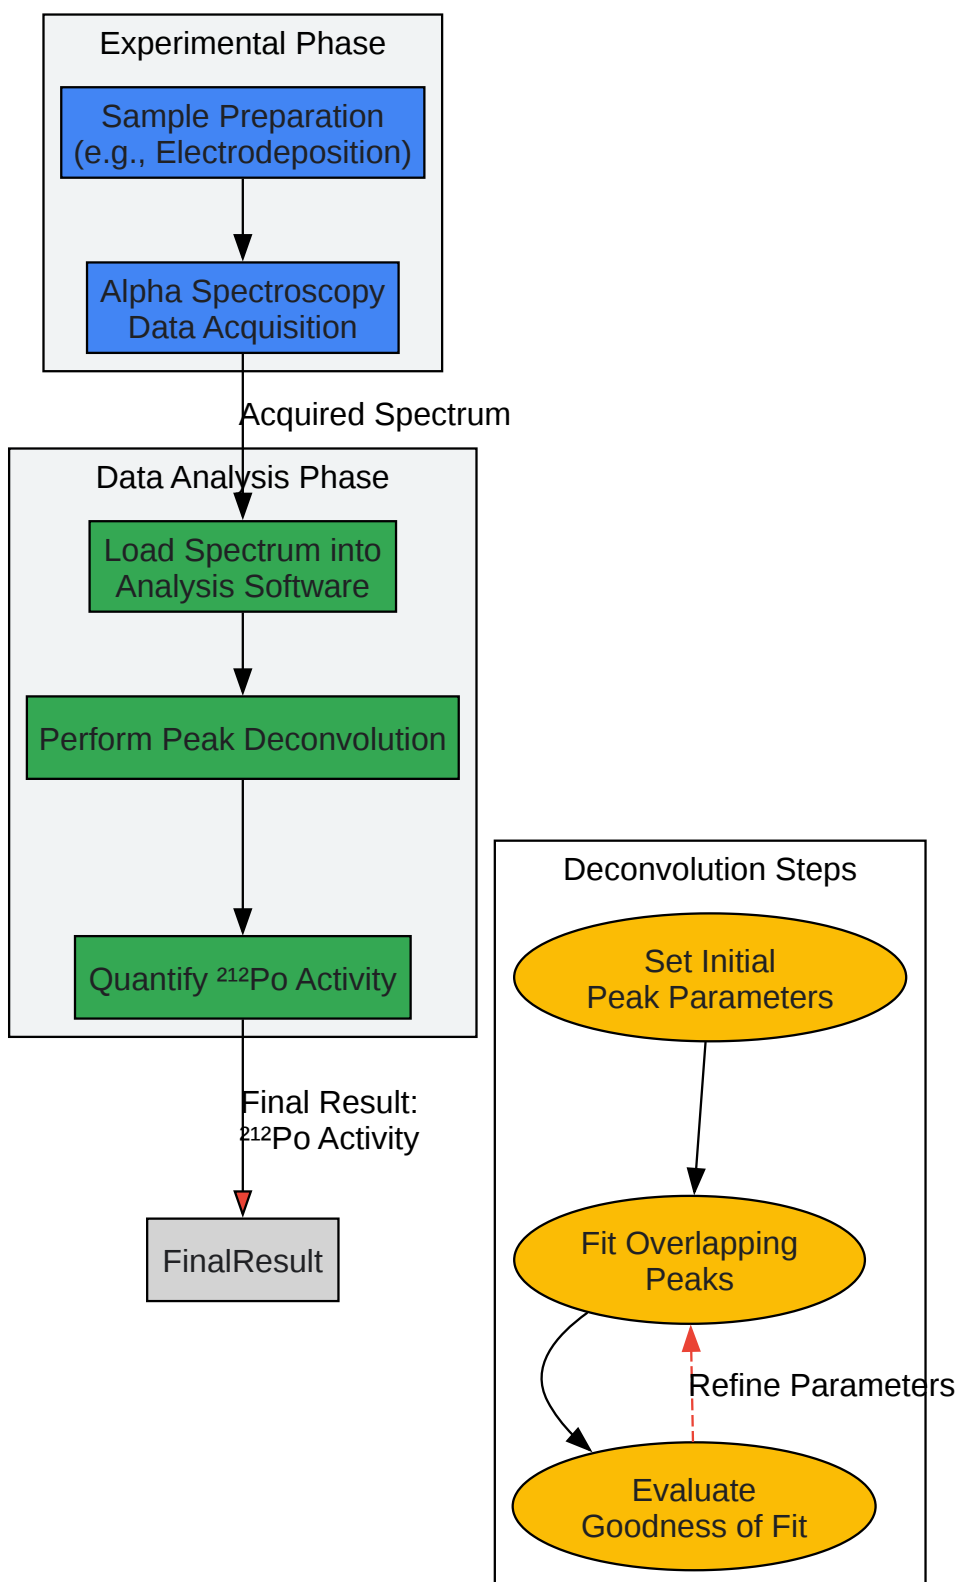 Experimental Phase
Sample Preparation
(e.g., Electrodeposition)
Alpha Spectroscopy
Data Acquisition
Acquired Spectrum
Data Analysis Phase
Load Spectrum into
Analysis Software
Perform Peak Deconvolution
Quantify ²¹²Po Activity
Final Result:
²¹²Po Activity
FinalResult
Deconvolution Steps
Set Initial
Peak Parameters
Fit Overlapping
Peaks
Refine Parameters
Evaluate
Goodness of Fit